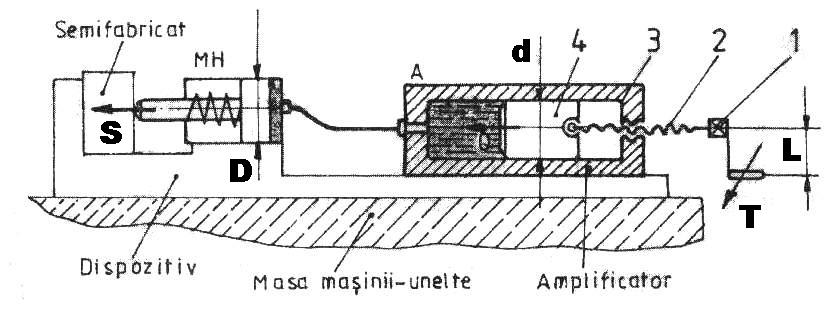 Semifabricat
MH
A
d
4
3
2
1
S
D
L
T
Dispozitiv
Masa mașinii-unelte
Amplificator